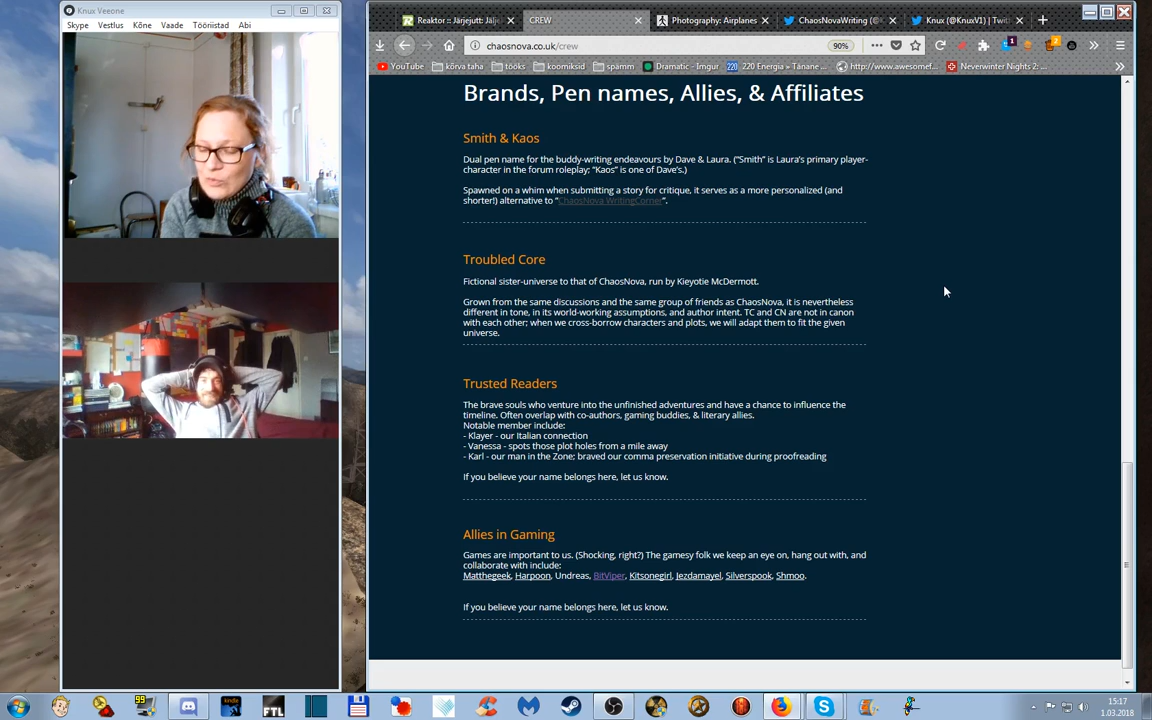 Knux Veeone
Skype Vestlus Kõne Vaade Tööriistad Abi
Reaktor :: Järjejutt: Jälje
CREW
Photography: Airplanes
ChaosNovaWriting (@
Knux (@KnuxV1) | Twit
chaosnova.co.uk/crew
90%
1
2
YouTube kõrva taha tööks koomiksid spämm Dramatic - Imgur 220 Energia » Tänane ... http://www.awesomef... Neverwinter Nights 2: ...
Brands, Pen names, Allies, & Affiliates
Smith & Kaos
Dual pen name for the buddy-writing endeavours by Dave & Laura. ("Smith" is Laura's primary player-
character in the forum roleplay; "Kaos" is one of Dave's.)
Spawned on a whim when submitting a story for critique, it serves as a more personalized (and
shorter!) alternative to "ChaosNova WritingCorner".
Troubled Core
Fictional sister-universe to that of ChaosNova, run by Kieyotie McDermott.
Grown from the same discussions and the same group of friends as ChaosNova, it is nevertheless
different in tone, in its world-working assumptions, and author intent. TC and CN are not in canon
with each other; when we cross-borrow characters and plots, we will adapt them to fit the given
universe.
Trusted Readers
The brave souls who venture into the unfinished adventures and have a chance to influence the
timeline. Often overlap with co-authors, gaming buddies, & literary allies.
Notable member include:
- Klayer - our Italian connection
- Vanessa - spots those plot holes from a mile away
- Karl - our man in the Zone; braved our comma preservation initiative during proofreading
If you believe your name belongs here, let us know.
Allies in Gaming
Games are important to us. (Shocking, right?) The gamesy folk we keep an eye on, hang out with, and
collaborate with include:
Matthegeek, Harpoon, Undreas, BitViper, Kitsonegirl, Jezdamayel, Silverspook, Shmoo.
If you believe your name belongs here, let us know.
99
kindle
FTL
15:17
1.03.2018